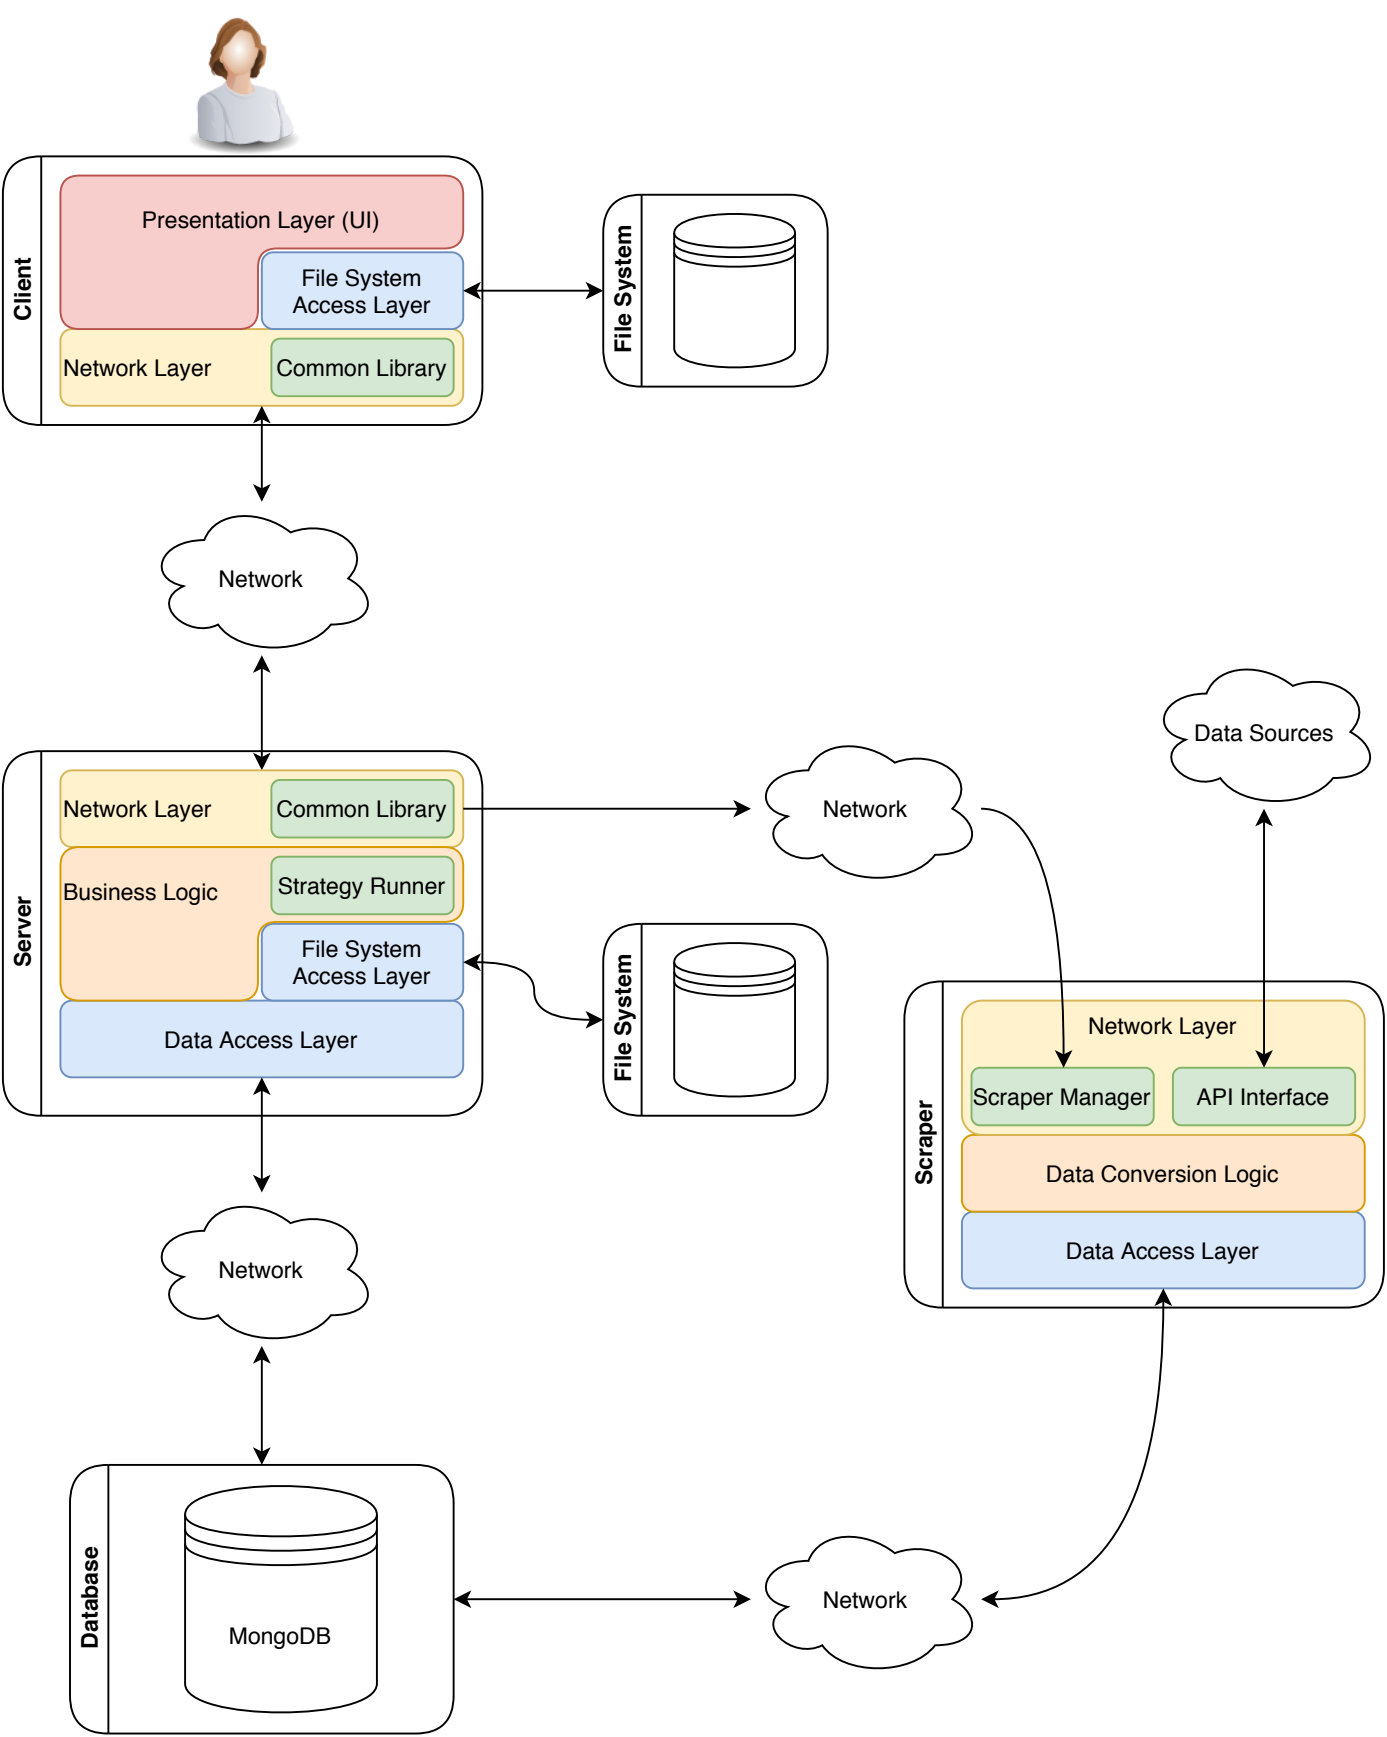 Client
Presentation Layer (UI)
File System
Access Layer
Network Layer
Common Library
File System
Network
Server
Network Layer
Common Library
Business Logic
Strategy Runner
File System
Access Layer
Data Access Layer
Network
File System
Data Sources
Scraper
Network Layer
Scraper Manager
API Interface
Data Conversion Logic
Data Access Layer
Network
Database
MongoDB
Network